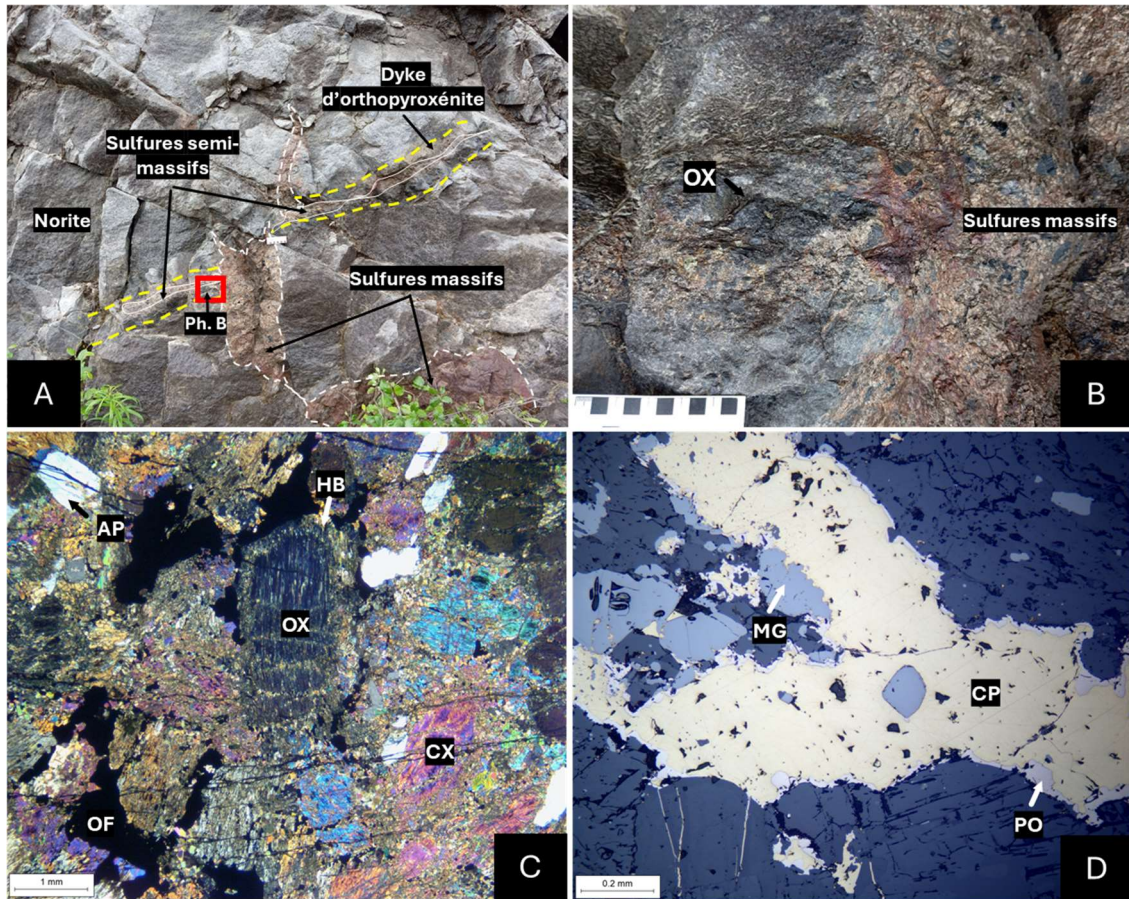 Dyke
d'orthopyroxénite
Sulfures semi-
massifs
Norite
Sulfures massifs
Ph. B
A
OX
Sulfures massifs
B
HB
AP
OX
CX
OF
1 mm
C
MG
CP
PO
0.2 mm
D